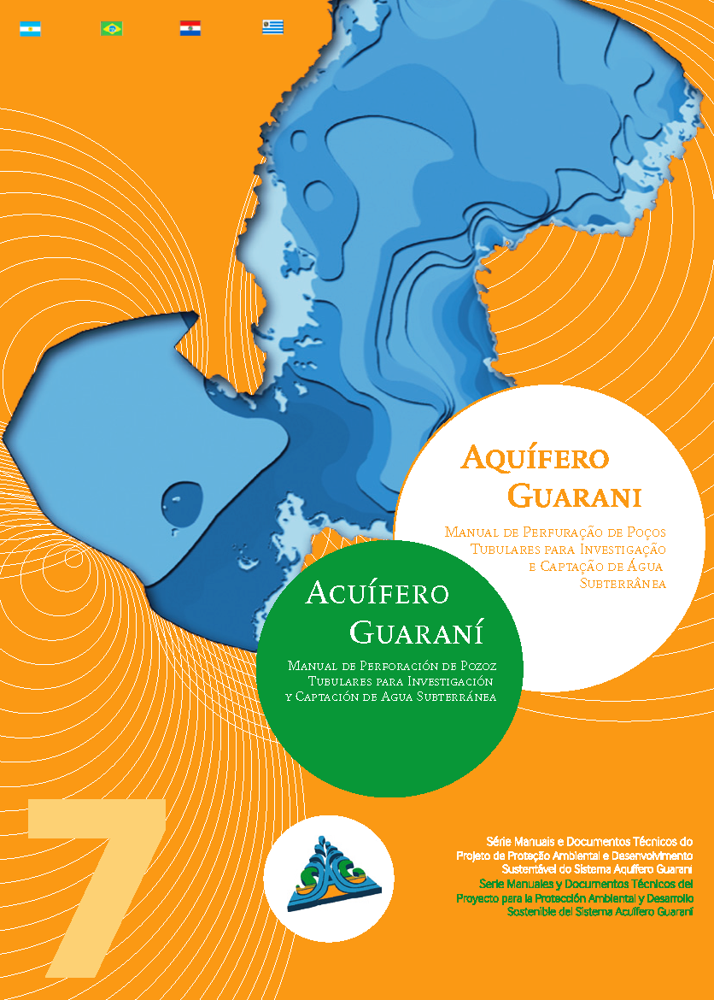 AQUÍFERO
GUARANI
MANUAL DE PERFURAÇÃO DE POÇOS
TUBULARES PARA INVESTIGAÇÃO
E CAPTAÇÃO DE ÁGUA
SUBTERRÂNEA
ACUÍFERO
GUARANÍ
MANUAL DE PERFORACIÓN DE POZOZ
TUBULARES PARA INVESTIGACIÓN
Y CAPTACIÓN DE AGUA SUBTERRÁNEA
7
SAG
Série Manuais e Documentos Técnicos do
Projeto de Proteção Ambiental e Desenvolvimento
Sustentável do Sistema Aquífero Guarani
Serie Manuales y Documentos Técnicos del
Proyecto para la Protección Ambiental y Desarrollo
Sostenible del Sistema Acuífero Guaraní